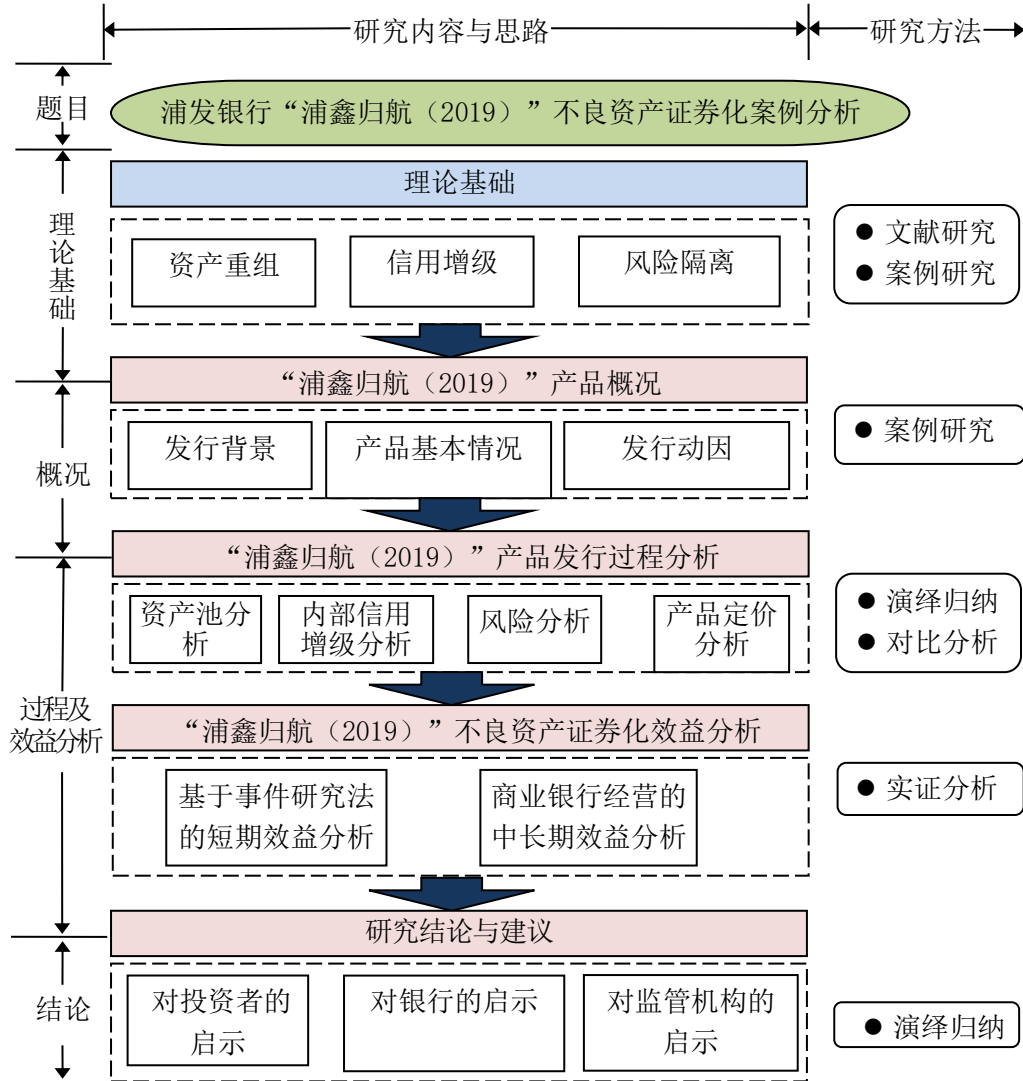 研究内容与思路
研究方法
题目
浦发银行“浦鑫归航（2019）”不良资产证券化案例分析
理论基础
理论基础
资产重组
信用增级
风险隔离
● 文献研究
● 案例研究
概况
“浦鑫归航（2019）”产品概况
发行背景
产品基本情况
发行动因
● 案例研究
过程及
效益分析
“浦鑫归航（2019）”产品发行过程分析
资产池分
析
内部信用
增级分析
风险分析
产品定价
分析
● 演绎归纳
● 对比分析
“浦鑫归航（2019）”不良资产证券化效益分析
基于事件研究法
的短期效益分析
商业银行经营的
中长期效益分析
● 实证分析
结论
研究结论与建议
对投资者的
启示
对银行的启示
对监管机构的
启示
● 演绎归纳